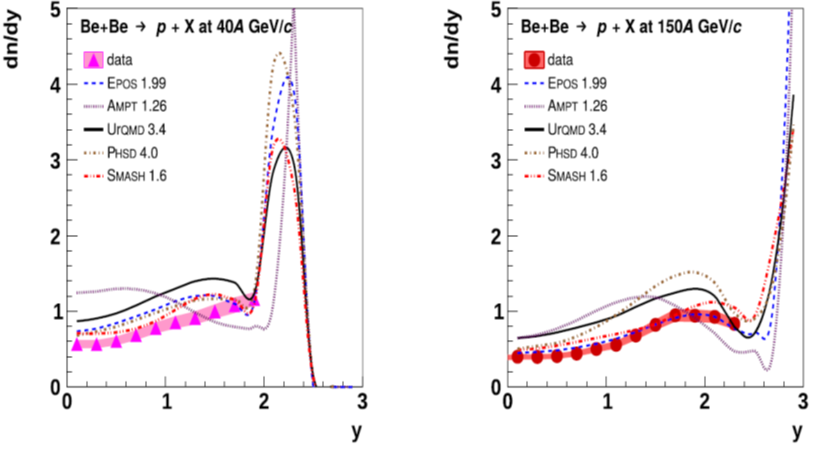 dn/dy
5
4
3
2
1
0
Be+Be → p + X at 40A GeV/c
data
EPOS 1.99
AMPT 1.26
URQMD 3.4
PHSD 4.0
SMASH 1.6
0 1 2 3
y
dn/dy
5
4
3
2
1
0
Be+Be → p + X at 150A GeV/c
data
EPOS 1.99
AMPT 1.26
URQMD 3.4
PHSD 4.0
SMASH 1.6
0 1 2 3
y